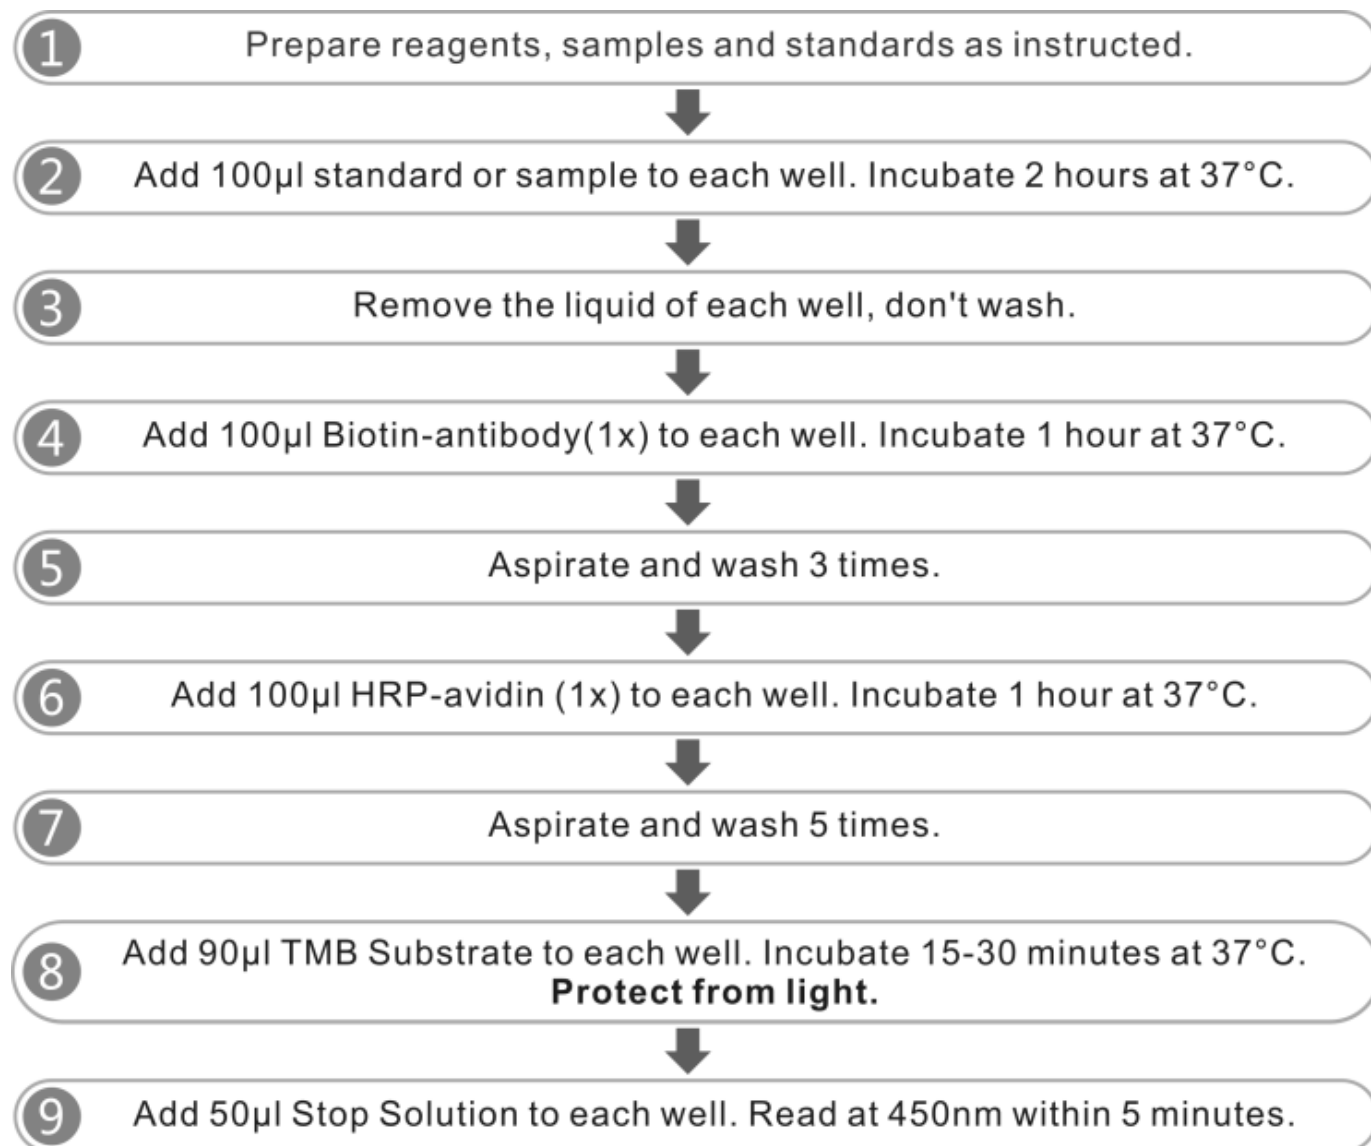 1 Prepare reagents, samples and standards as instructed.
2 Add 100µl standard or sample to each well. Incubate 2 hours at 37°C.
3 Remove the liquid of each well, don't wash.
4 Add 100µl Biotin-antibody(1x) to each well. Incubate 1 hour at 37°C.
5 Aspirate and wash 3 times.
6 Add 100µl HRP-avidin (1x) to each well. Incubate 1 hour at 37°C.
7 Aspirate and wash 5 times.
8 Add 90µl TMB Substrate to each well. Incubate 15-30 minutes at 37°C.
Protect from light.
9 Add 50µl Stop Solution to each well. Read at 450nm within 5 minutes.